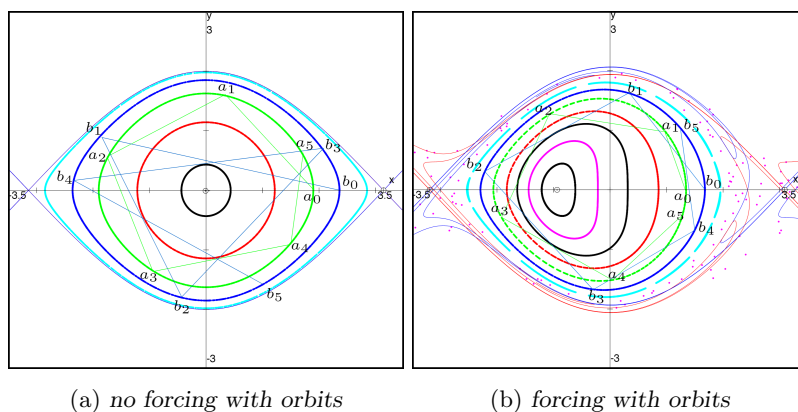 y
3
a₁
b₁
a₅
b₃
a₂
b₄
x
b₀
-3.5
a₀
3.5
a₄
a₃
b₂
b₅
-3
(a) no forcing with orbits
y
3
b₁
a₂
a₁
b₅
b₂
x
b₀
-3.5
a₀
3.5
a₃
a₅
b₄
a₄
b₃
-3
(b) forcing with orbits